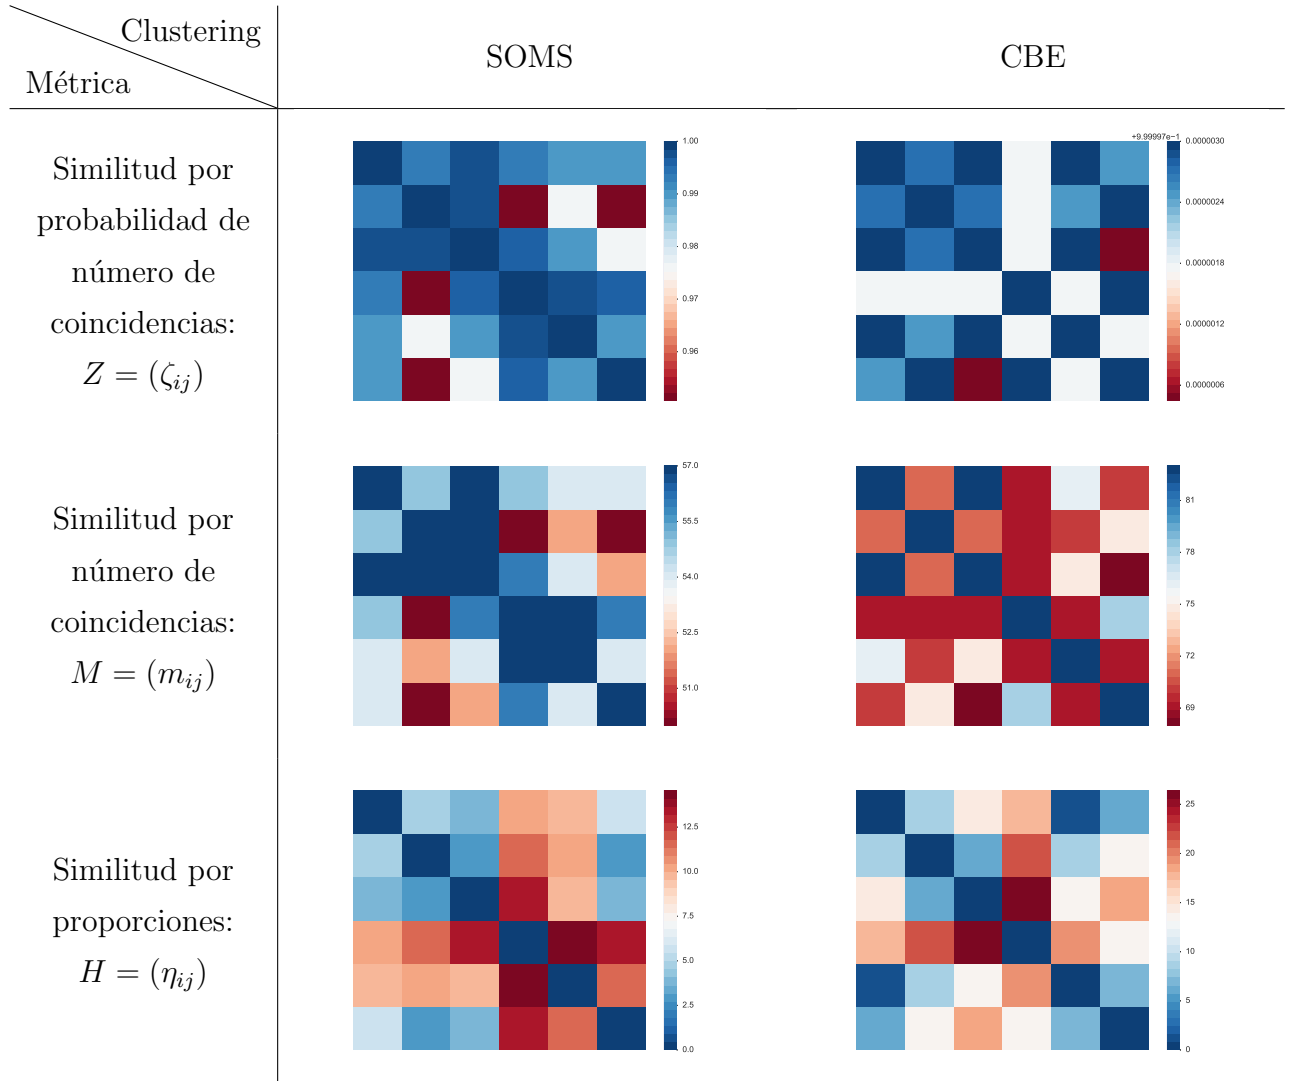 Clustering
Métrica
SOMS
CBE
Similitud por
probabilidad de
número de
coincidencias:
Z = (ζij)
1.00
0.99
0.98
0.97
0.96
+9.99997e−1
0.0000030
0.0000024
0.0000018
0.0000012
0.0000006
Similitud por
número de
coincidencias:
M = (mij)
57.0
55.5
54.0
52.5
51.0
81
78
75
72
69
Similitud por
proporciones:
H = (ηij)
12.5
10.0
7.5
5.0
2.5
0.0
25
20
15
10
5
0